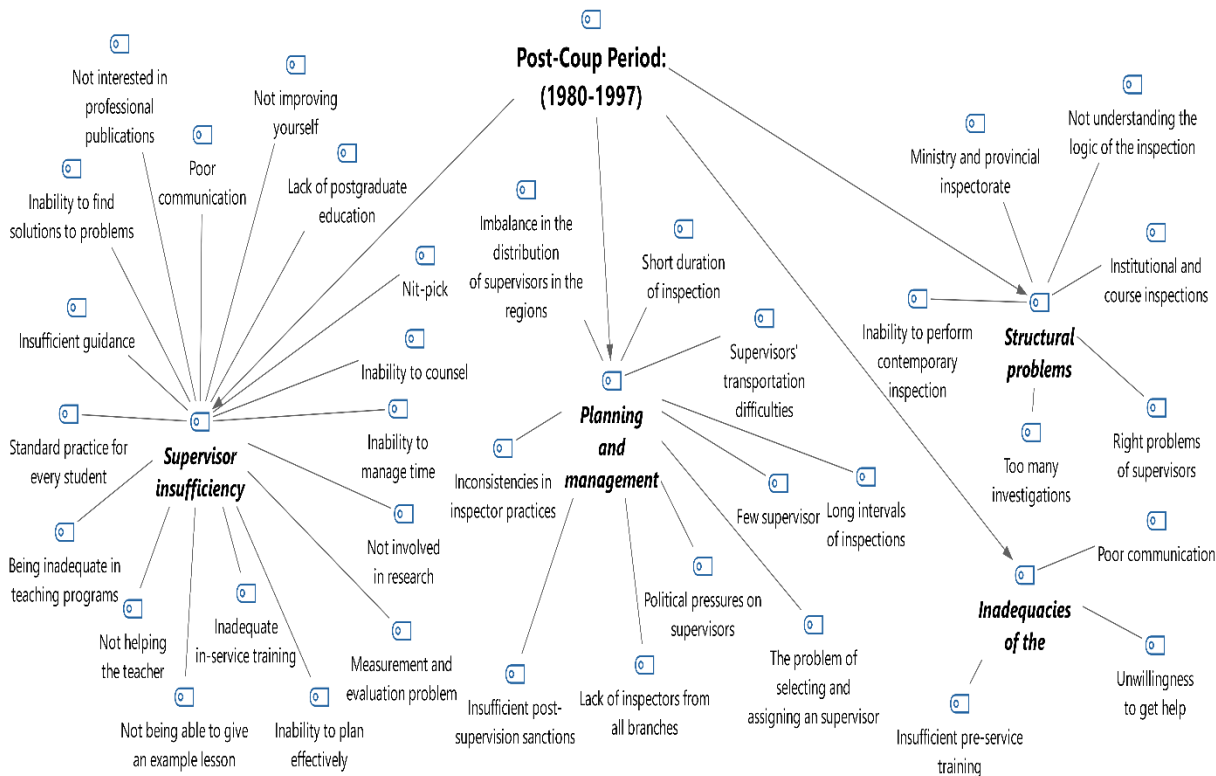 Post-Coup Period:
(1980-1997)
Not interested in
professional
publications
Not improving
yourself
Poor
communication
Lack of postgraduate
education
Inability to find
solutions to problems
Nit-pick
Insufficient guidance
Inability to counsel
Standard practice for
every student
Supervisor
insufficiency
Inability to
manage time
Being inadequate in
teaching programs
Not involved
in research
Not helping
the teacher
Inadequate
in-service training
Measurement and
evaluation problem
Not being able to give
an example lesson
Inability to plan
effectively
Imbalance in the
distribution
of supervisors in the
regions
Short duration
of inspection
Supervisors'
transportation
difficulties
Planning
and
management
Inconsistencies in
inspector practices
Few supervisor
Long intervals
of inspections
Political pressures on
supervisors
The problem of
selecting and
assigning an supervisor
Insufficient post-
supervision sanctions
Lack of inspectors from
all branches
Ministry and provincial
inspectorate
Not understanding the
logic of the inspection
Institutional and
course inspections
Inability to perform
contemporary
inspection
Structural
problems
Too many
investigations
Right problems
of supervisors
Poor communication
Inadequacies
of the
Unwillingness
to get help
Insufficient pre-service
training